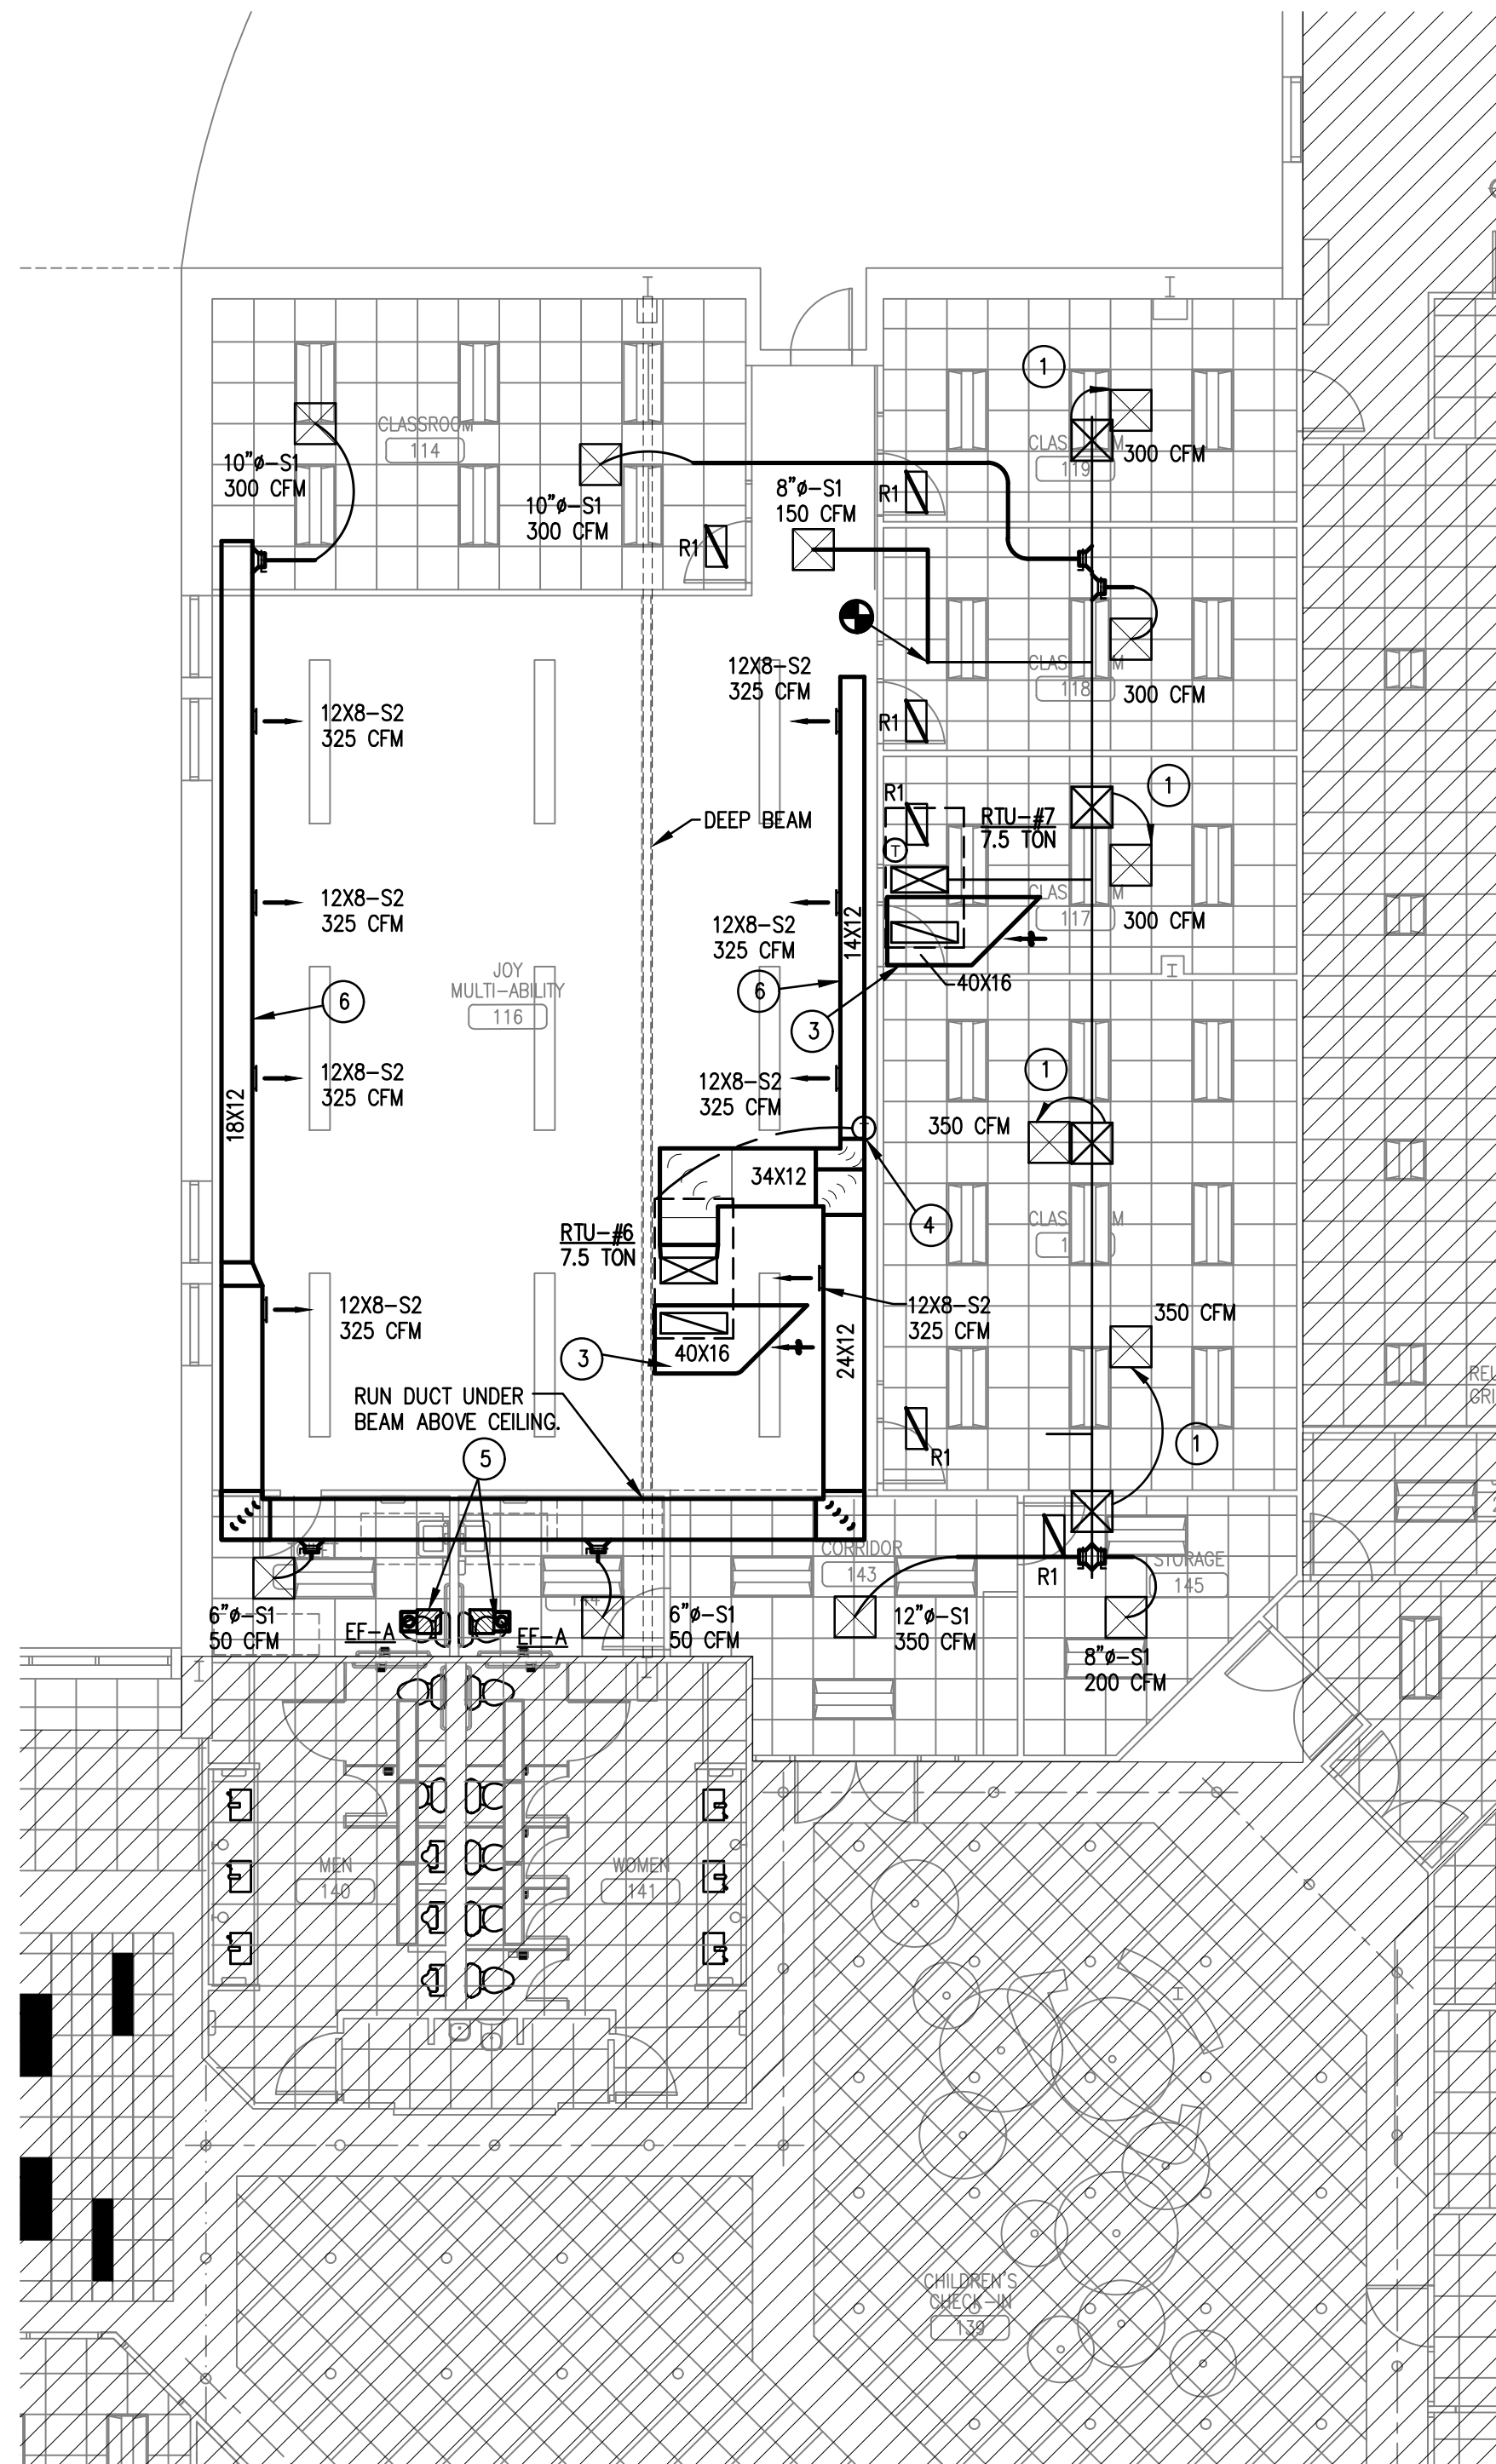 1
CLASSROOM
114
10"ø-S1
300 CFM
10"ø-S1
300 CFM
8"ø-S1
150 CFM
R1
R1
119
300 CFM
12X8-S2
325 CFM
12X8-S2
325 CFM
R1
118
300 CFM
DEEP BEAM
R1
RTU-#7
7.5 TON
1
T
12X8-S2
325 CFM
12X8-S2
325 CFM
14X12
117
300 CFM
JOY
MULTI-ABILITY
116
6
6
3
40X16
12X8-S2
325 CFM
12X8-S2
325 CFM
18X12
1
350 CFM
34X12
4
RTU-#6
7.5 TON
12X8-S2
325 CFM
12X8-S2
325 CFM
350 CFM
3
40X16
24X12
RUN DUCT UNDER
BEAM ABOVE CEILING.
5
R1
1
CORRIDOR
143
STORAGE
145
R1
6"ø-S1
50 CFM
EF-A
EF-A
6"ø-S1
50 CFM
12"ø-S1
350 CFM
8"ø-S1
200 CFM
MEN
140
WOMEN
141
CHILDREN'S
CHECK-IN
139